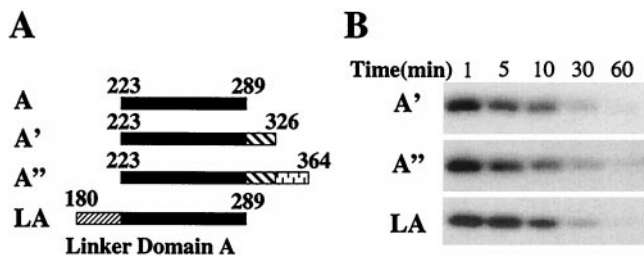 A
223 289
A
223 326
A’
223 364
A”
180 289
LA
Linker Domain A
B
Time(min) 1 5 10 30 60
A’
A”
LA